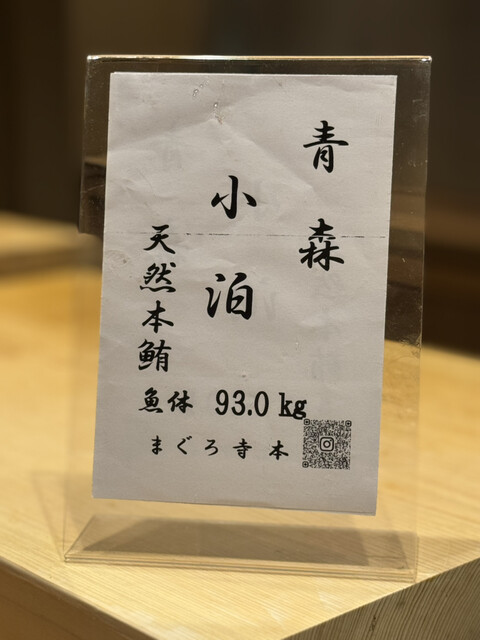 青森
小泊
天然本鮪
魚体 93.0 kg
まぐろ寺本